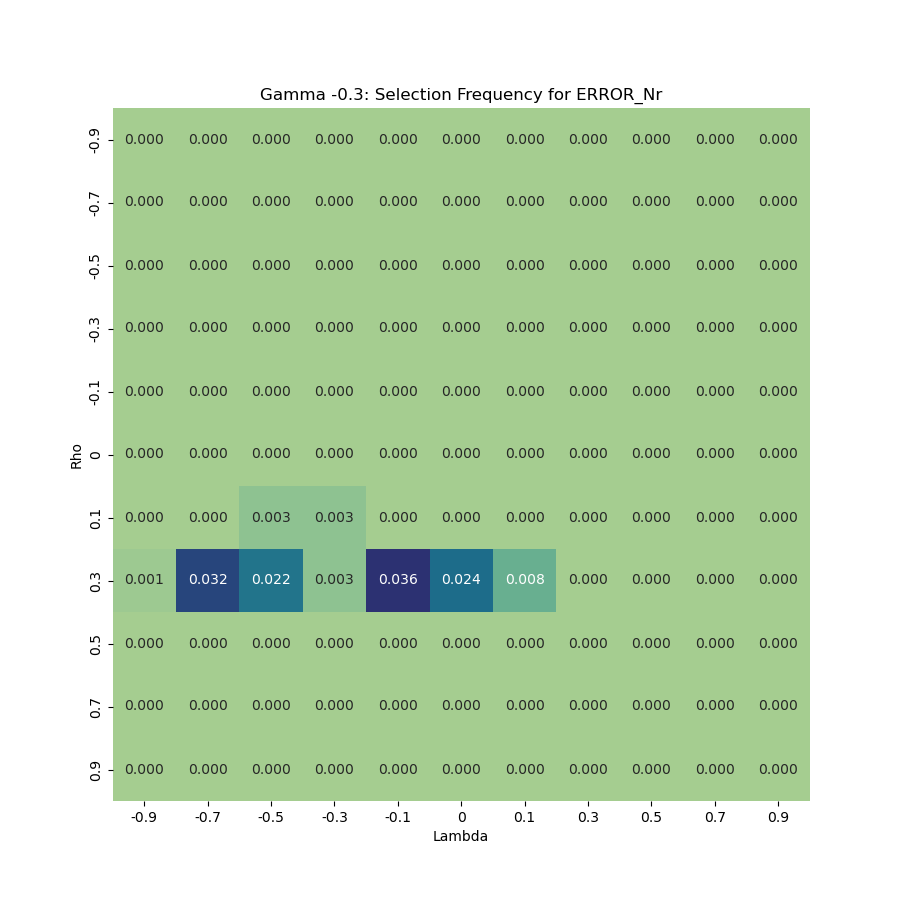 Gamma -0.3: Selection Frequency for ERROR_Nr
-0.9 0.000 0.000 0.000 0.000 0.000 0.000 0.000 0.000 0.000 0.000 0.000
-0.7 0.000 0.000 0.000 0.000 0.000 0.000 0.000 0.000 0.000 0.000 0.000
-0.5 0.000 0.000 0.000 0.000 0.000 0.000 0.000 0.000 0.000 0.000 0.000
-0.3 0.000 0.000 0.000 0.000 0.000 0.000 0.000 0.000 0.000 0.000 0.000
-0.1 0.000 0.000 0.000 0.000 0.000 0.000 0.000 0.000 0.000 0.000 0.000
Rho
0 0.000 0.000 0.000 0.000 0.000 0.000 0.000 0.000 0.000 0.000 0.000
0.1 0.000 0.000 0.003 0.003 0.000 0.000 0.000 0.000 0.000 0.000 0.000
0.3 0.001 0.032 0.022 0.003 0.036 0.024 0.008 0.000 0.000 0.000 0.000
0.5 0.000 0.000 0.000 0.000 0.000 0.000 0.000 0.000 0.000 0.000 0.000
0.7 0.000 0.000 0.000 0.000 0.000 0.000 0.000 0.000 0.000 0.000 0.000
0.9 0.000 0.000 0.000 0.000 0.000 0.000 0.000 0.000 0.000 0.000 0.000
-0.9 -0.7 -0.5 -0.3 -0.1 0 0.1 0.3 0.5 0.7 0.9
Lambda